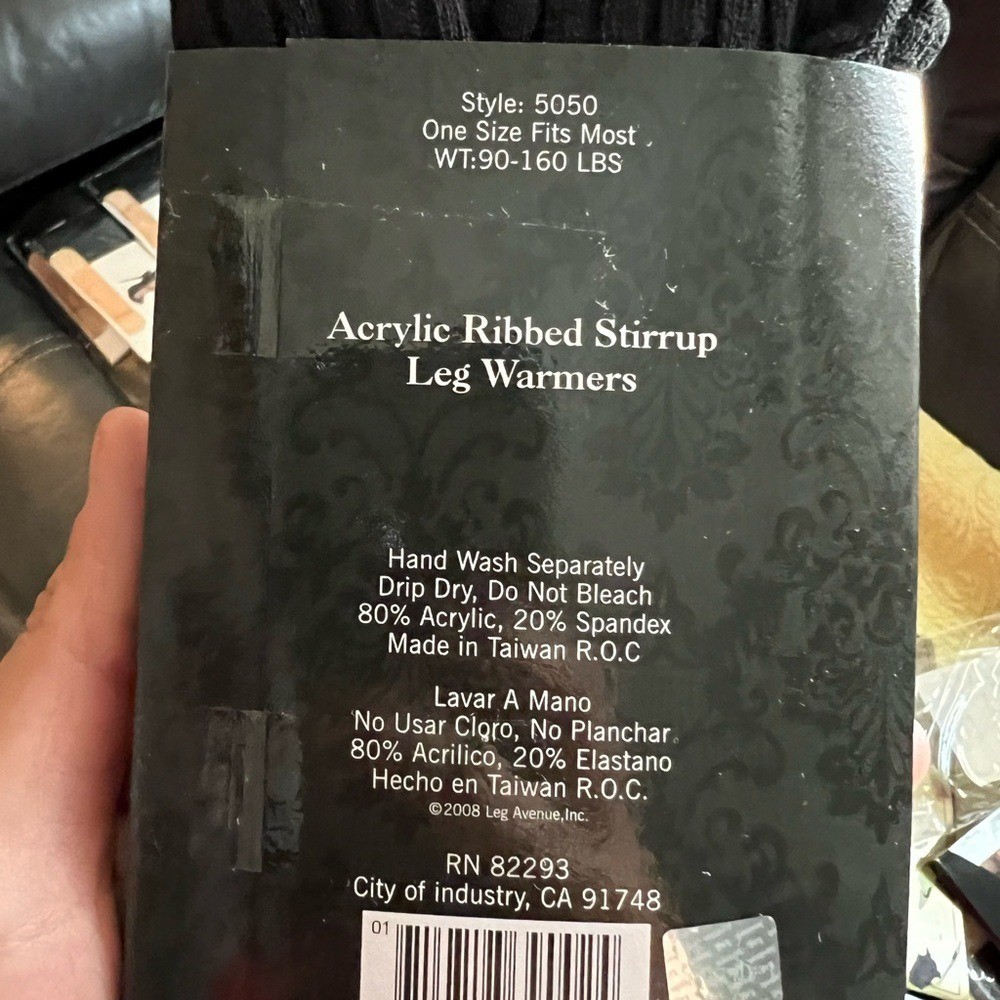 Style: 5050
One Size Fits Most
WT:90-160 LBS
Acrylic Ribbed Stirrup
Leg Warmers
Hand Wash Separately
Drip Dry, Do Not Bleach
80% Acrylic, 20% Spandex
Made in Taiwan R.O.C
Lavar A Mano
No Usar Cloro, No Planchar
80% Acrilico, 20% Elastano
Hecho en Taiwan R.O.C.
©2008 Leg Avenue,Inc.
RN 82293
City of industry, CA 91748
01